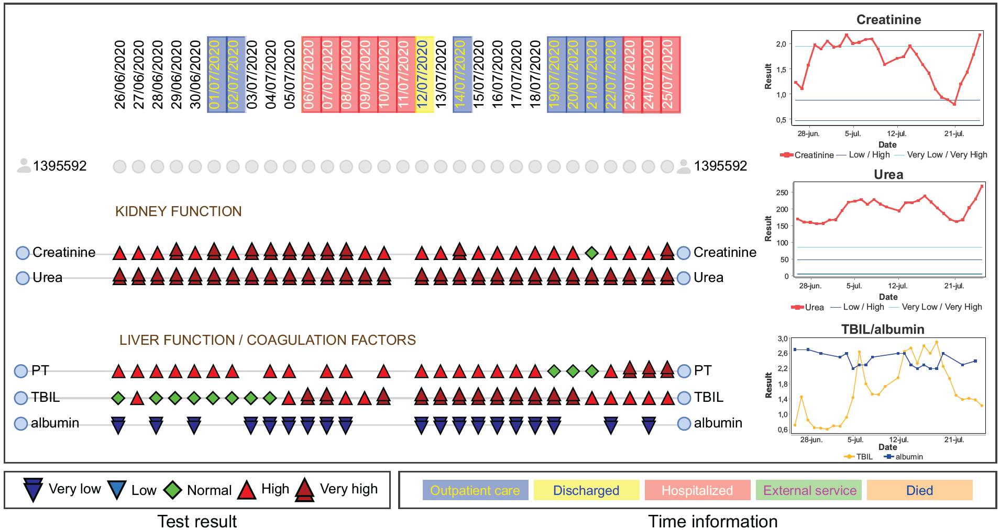 26/06/2020
27/06/2020
28/06/2020
29/06/2020
30/06/2020
01/07/2020
02/07/2020
03/07/2020
04/07/2020
05/07/2020
06/07/2020
07/07/2020
08/07/2020
09/07/2020
10/07/2020
11/07/2020
12/07/2020
13/07/2020
14/07/2020
15/07/2020
16/07/2020
17/07/2020
18/07/2020
19/07/2020
20/07/2020
21/07/2020
22/07/2020
23/07/2020
24/07/2020
25/07/2020
1395592 1395592
KIDNEY FUNCTION
Creatinine Creatinine
Urea Urea
LIVER FUNCTION / COAGULATION FACTORS
PT PT
TBIL TBIL
albumin albumin
Creatinine
Result
2,0
1,5
1,0
0,5
28-jun. 5-jul. 12-jul. 21-jul.
Date
Creatinine Low / High Very Low / Very High
Urea
Result
250
200
150
100
50
0
28-jun. 5-jul. 12-jul. 21-jul.
Date
Urea Low / High Very Low / Very High
TBIL/albumin
Result
3,0
2,6
2,2
1,8
1,4
1,0
0,6
28-jun. 5-jul. 12-jul. 21-jul.
Date
TBIL albumin
Very low Low Normal High Very high
Test result
Outpatient care Discharged Hospitalized External service Died
Time information